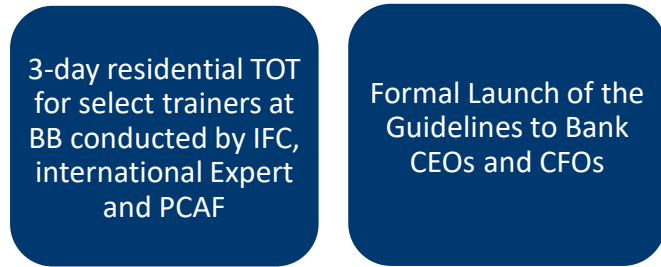 3-day residential TOT
for select trainers at
BB conducted by IFC,
international Expert
and PCAF
Formal Launch of the
Guidelines to Bank
CEOs and CFOs